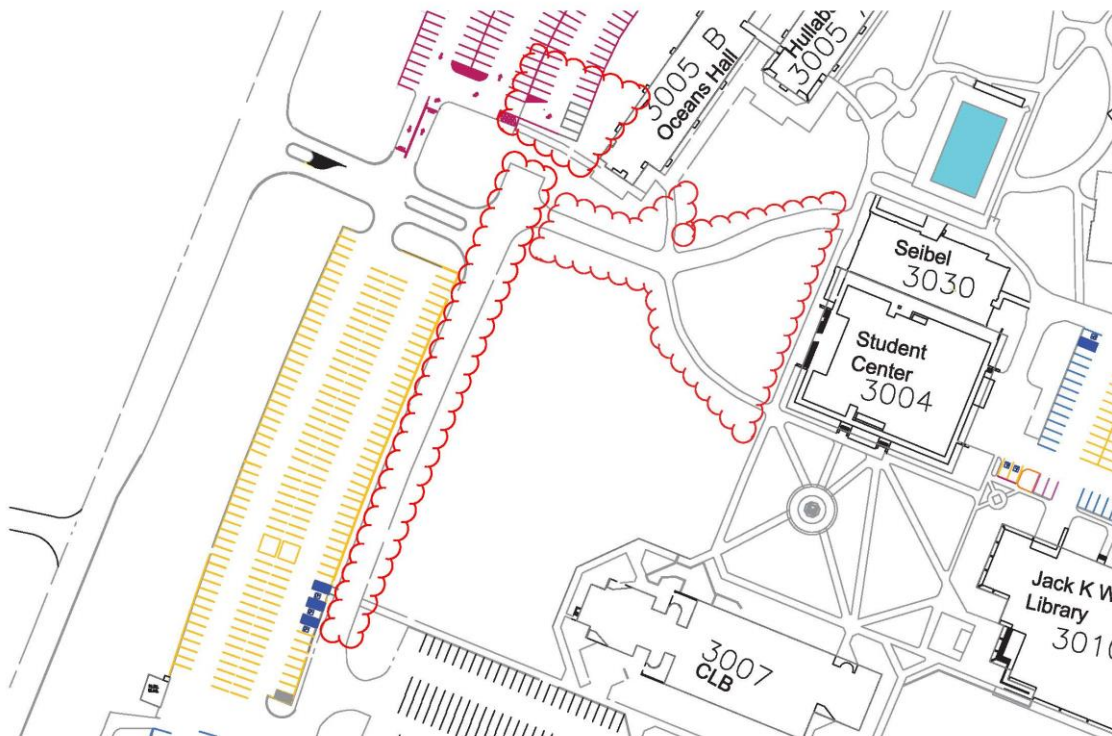 3005 B
Oceans Hall
Hullab
3005
Seibel
3030
Student
Center
3004
Jack K W
Library
3010
3007
CLB